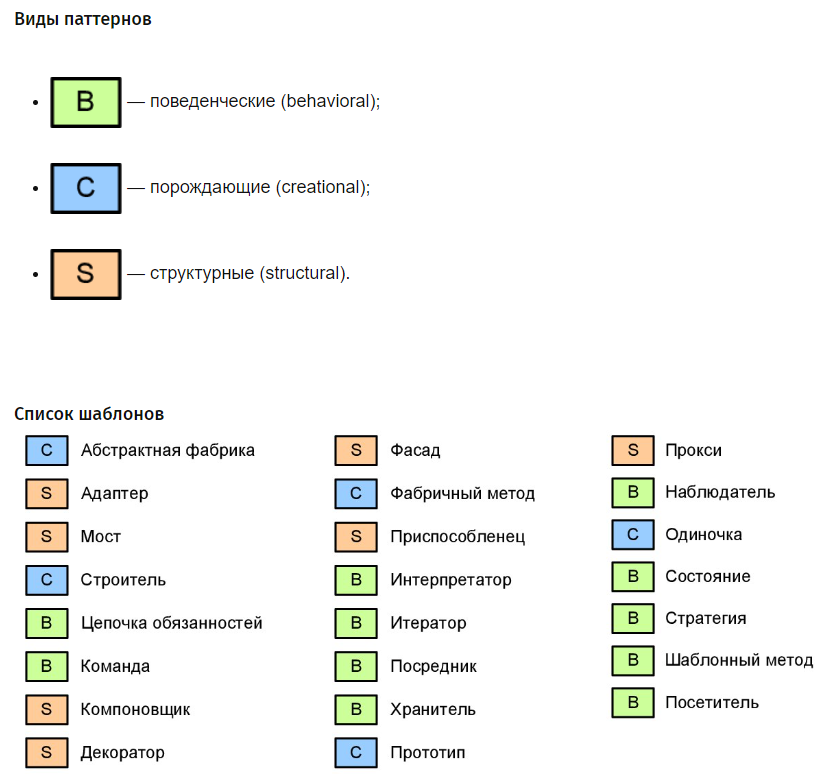 Виды паттернов
B — поведенческие (behavioral);
C — порождающие (creational);
S — структурные (structural).
Список шаблонов
C Абстрактная фабрика
S Адаптер
S Мост
C Строитель
B Цепочка обязанностей
B Команда
S Компоновщик
S Декоратор
S Фасад
C Фабричный метод
S Приспособленец
B Интерпретатор
B Итератор
B Посредник
B Хранитель
C Прототип
S Прокси
B Наблюдатель
C Одиночка
B Состояние
B Стратегия
B Шаблонный метод
B Посетитель